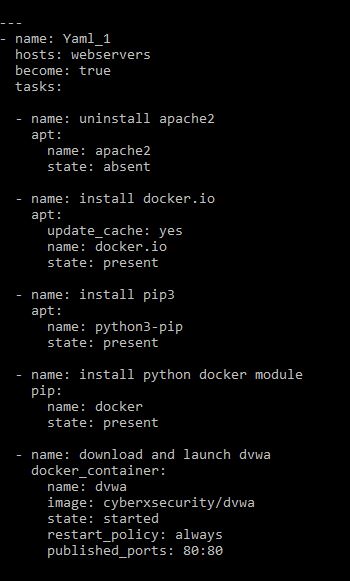 ---
- name: Yaml_1
  hosts: webservers
  become: true
  tasks:

  - name: uninstall apache2
    apt:
      name: apache2
      state: absent

  - name: install docker.io
    apt:
      update_cache: yes
      name: docker.io
      state: present

  - name: install pip3
    apt:
      name: python3-pip
      state: present

  - name: install python docker module
    pip:
      name: docker
      state: present

  - name: download and launch dvwa
    docker_container:
      name: dvwa
      image: cyberxsecurity/dvwa
      state: started
      restart_policy: always
      published_ports: 80:80